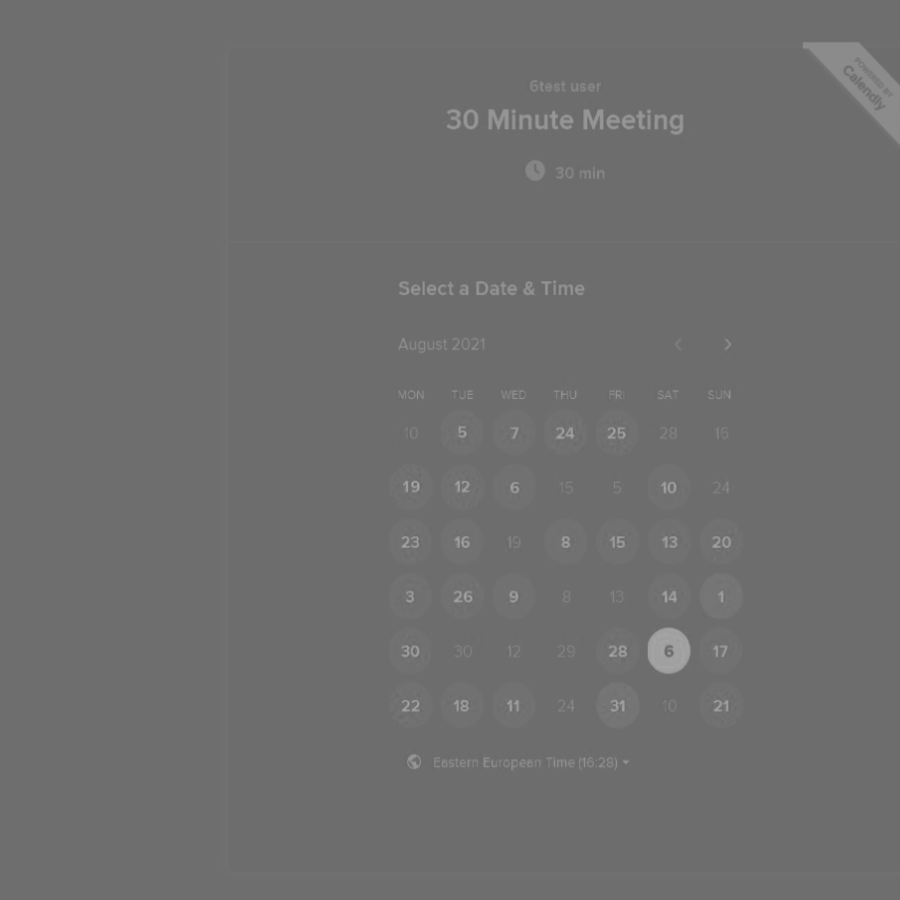 POWERED BY
Calendly
6test user
30 Minute Meeting
30 min
Select a Date & Time
August 2021
MON TUE WED THU FRI SAT SUN
10 5 7 24 25 28 16
19 12 6 15 5 10 24
23 16 19 8 15 13 20
3 26 9 8 13 14 1
30 30 12 29 28 6 17
22 18 11 24 31 10 21
Eastern European Time (16:28)